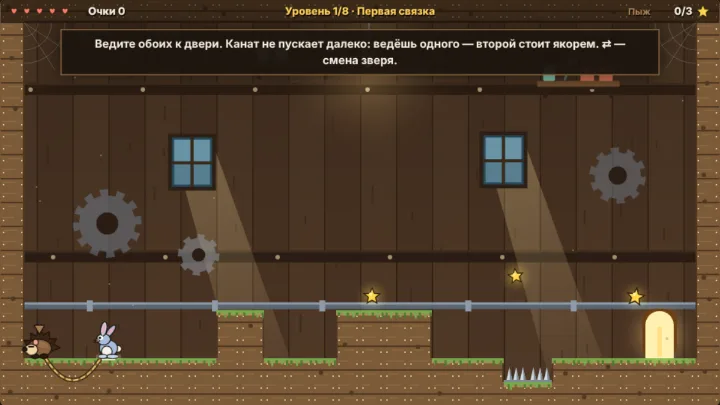 Очки 0
Уровень 1/8 · Первая связка
Пыж
0/3
Ведите обоих к двери. Канат не пускает далеко: ведёшь одного — второй стоит якорем. ⇄ —
смена зверя.